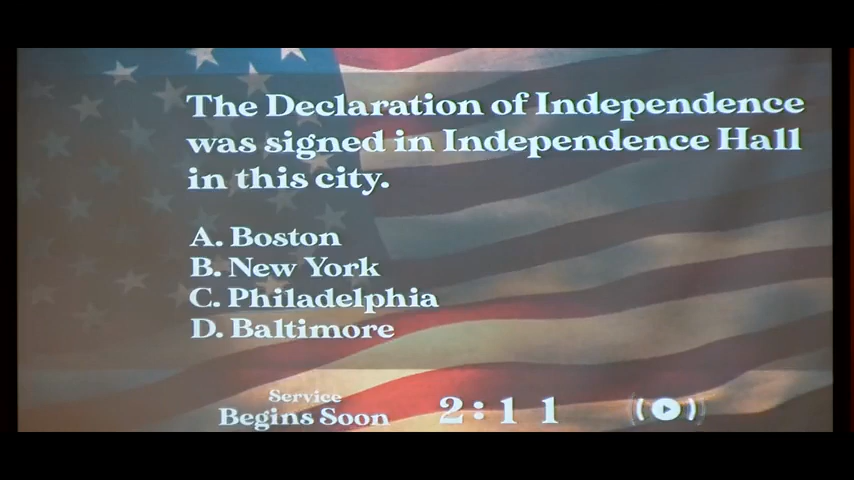 The Declaration of Independence
was signed in Independence Hall
in this city.
A. Boston
B. New York
C. Philadelphia
D. Baltimore
Service
Begins Soon
2:11